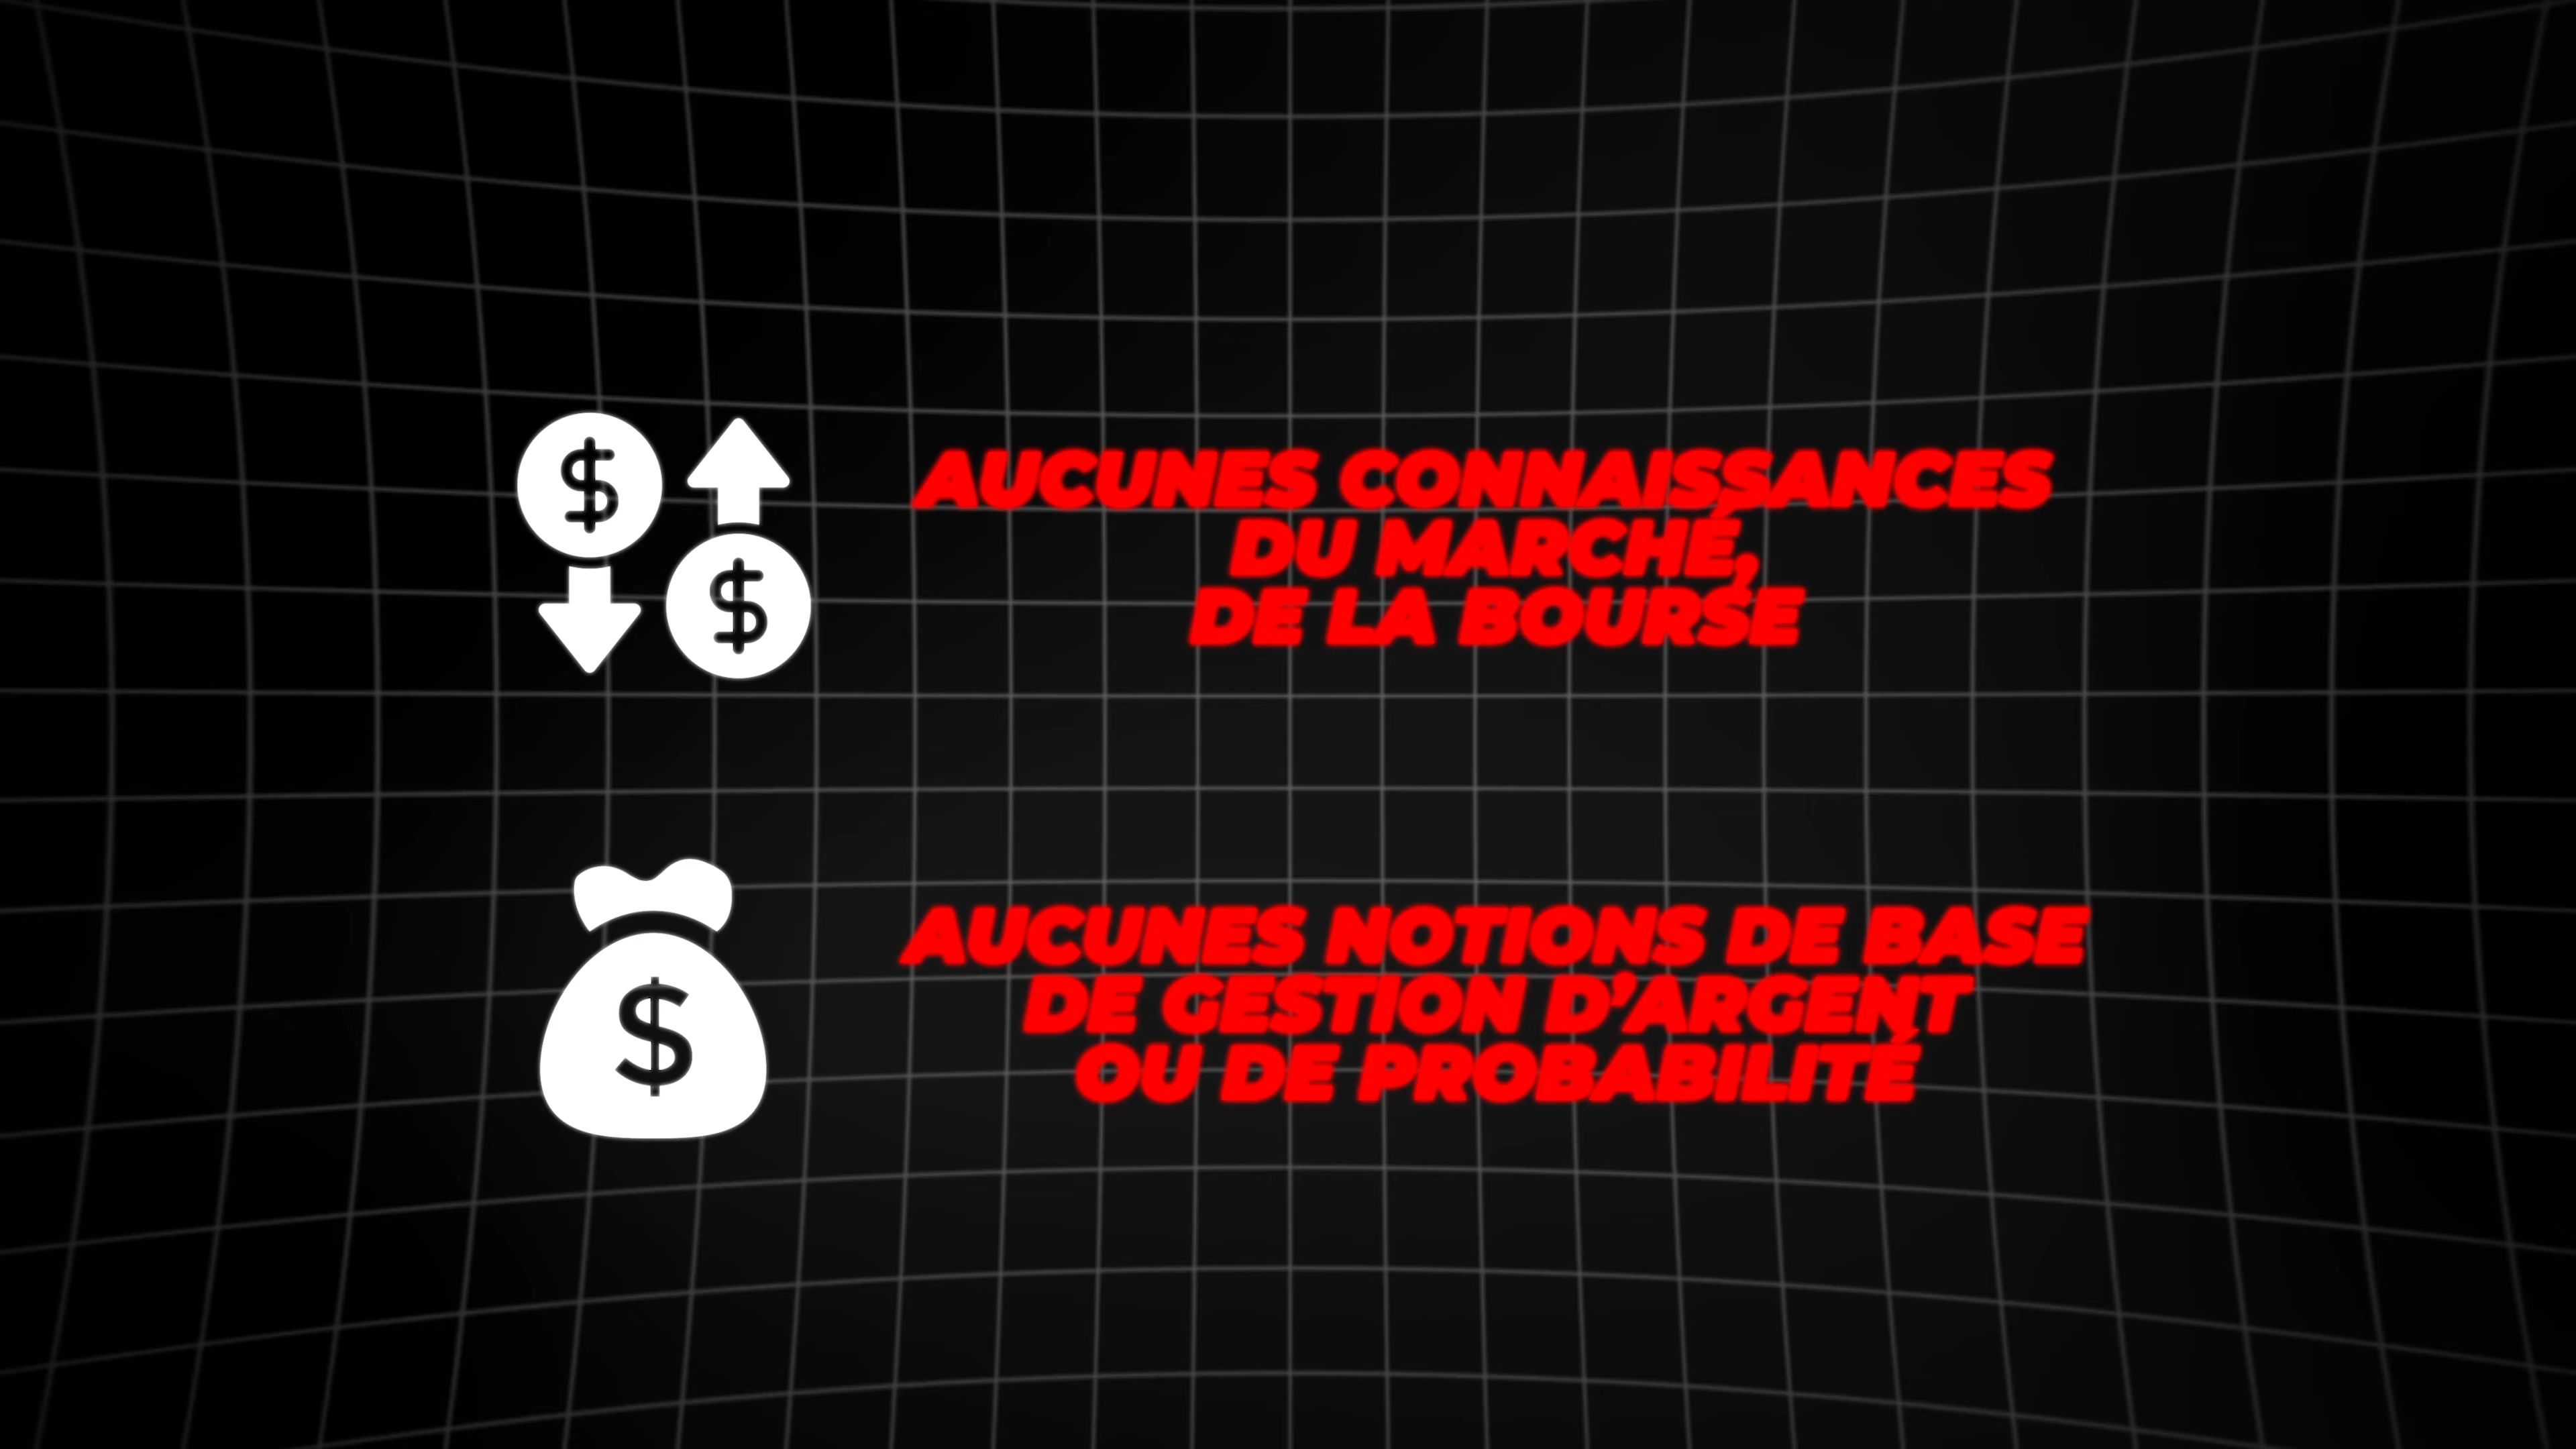 AUCUNES CONNAISSANCES
DU MARCHÉ,
DE LA BOURSE
AUCUNES NOTIONS DE BASE
DE GESTION D'ARGENT
OU DE PROBABILITÉ